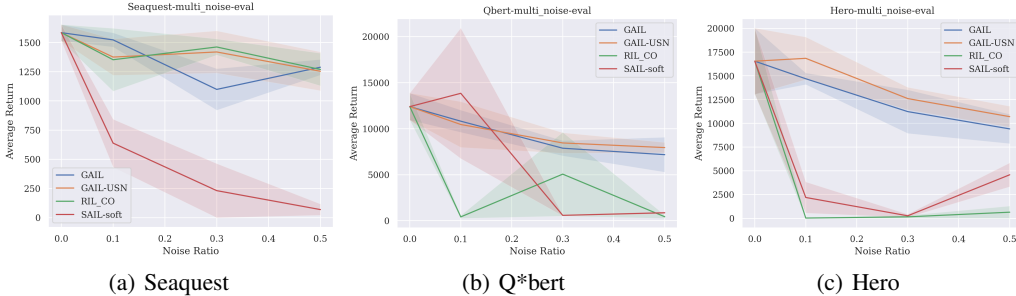 Seaquest-multi_noise-eval
1500
1250
1000
750
500
250
0
Average Return
GAIL
GAIL-USN
RIL_CO
SAIL-soft
0.0 0.1 0.2 0.3 0.4 0.5
Noise Ratio
(a) Seaquest
Qbert-multi_noise-eval
20000
15000
10000
5000
0
Average Return
GAIL
GAIL-USN
RIL_CO
SAIL-soft
0.0 0.1 0.2 0.3 0.4 0.5
Noise Ratio
(b) Q*bert
Hero-multi_noise-eval
20000
17500
15000
12500
10000
7500
5000
2500
0
Average Return
GAIL
GAIL-USN
RIL_CO
SAIL-soft
0.0 0.1 0.2 0.3 0.4 0.5
Noise Ratio
(c) Hero